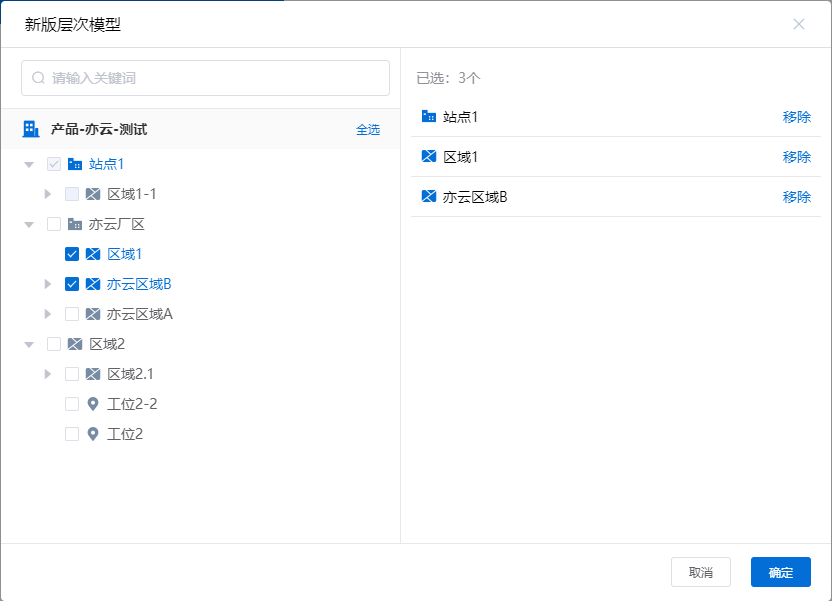 新版层次模型
请输入关键词
产品-亦云-测试 全选
站点1
区域1-1
亦云厂区
区域1
亦云区域B
亦云区域A
区域2
区域2.1
工位2-2
工位2
已选：3个
站点1 移除
区域1 移除
亦云区域B 移除
取消 确定